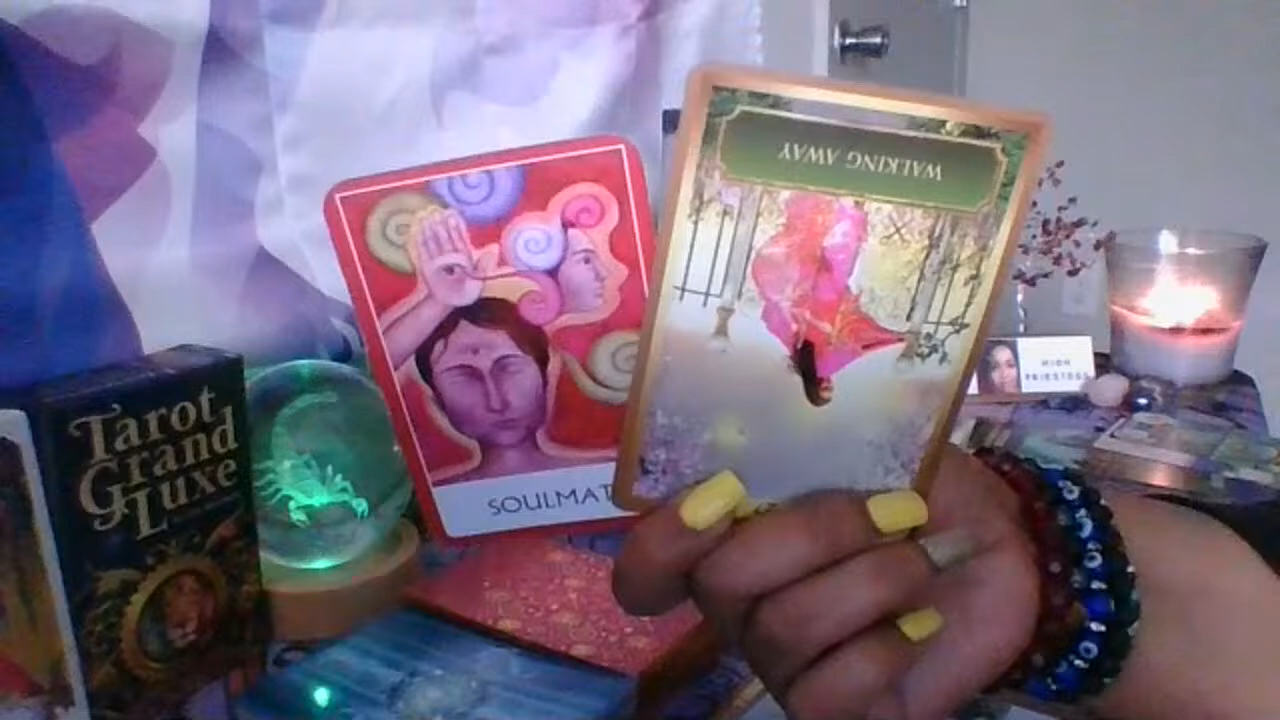 Tarot
Grand
Luxe
SOULMAT
WALKING AWAY
HIGH
PRIESTESS